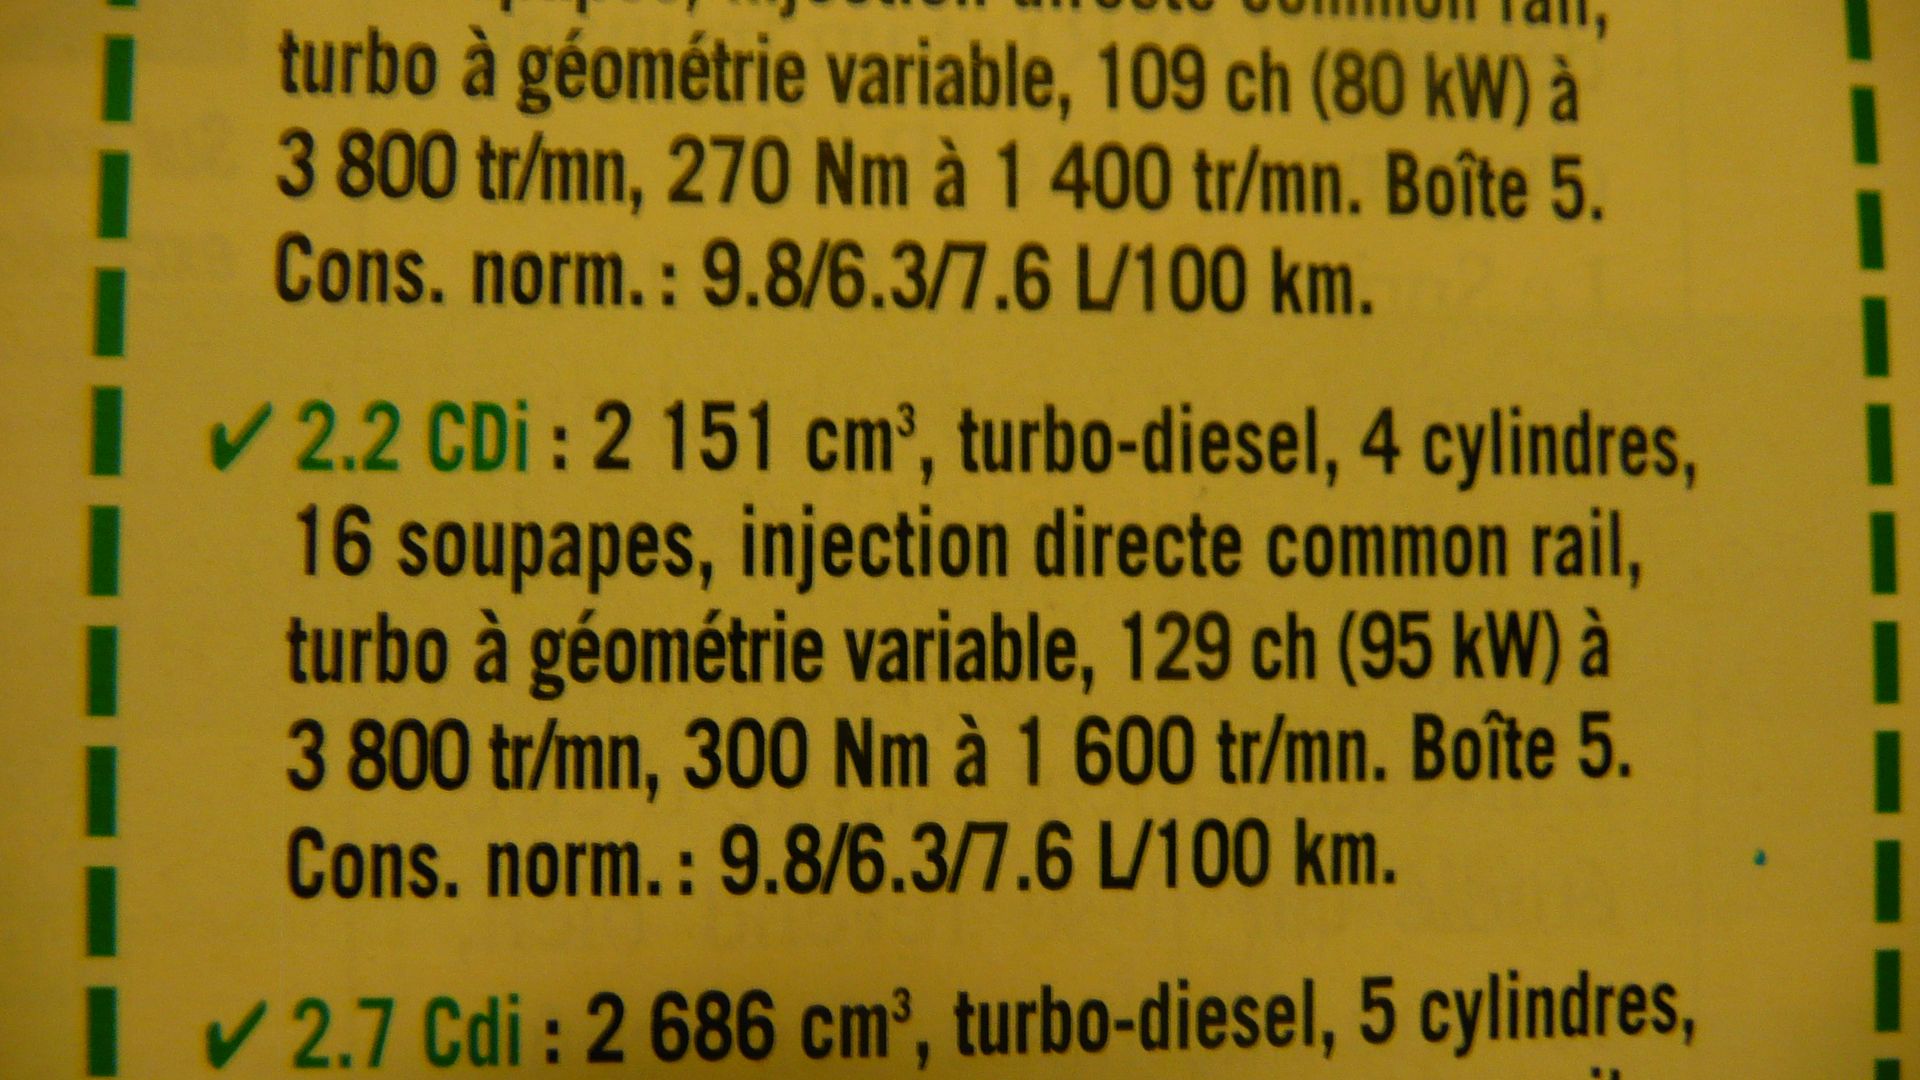 injection directe common rail,
turbo à géométrie variable, 109 ch (80 kW) à
3 800 tr/mn, 270 Nm à 1 400 tr/mn. Boîte 5.
Cons. norm. : 9.8/6.3/7.6 L/100 km.
✓ 2.2 CDi : 2 151 cm³, turbo-diesel, 4 cylindres,
16 soupapes, injection directe common rail,
turbo à géométrie variable, 129 ch (95 kW) à
3 800 tr/mn, 300 Nm à 1 600 tr/mn. Boîte 5.
Cons. norm. : 9.8/6.3/7.6 L/100 km.
✓ 2.7 Cdi : 2 686 cm³, turbo-diesel, 5 cylindres,